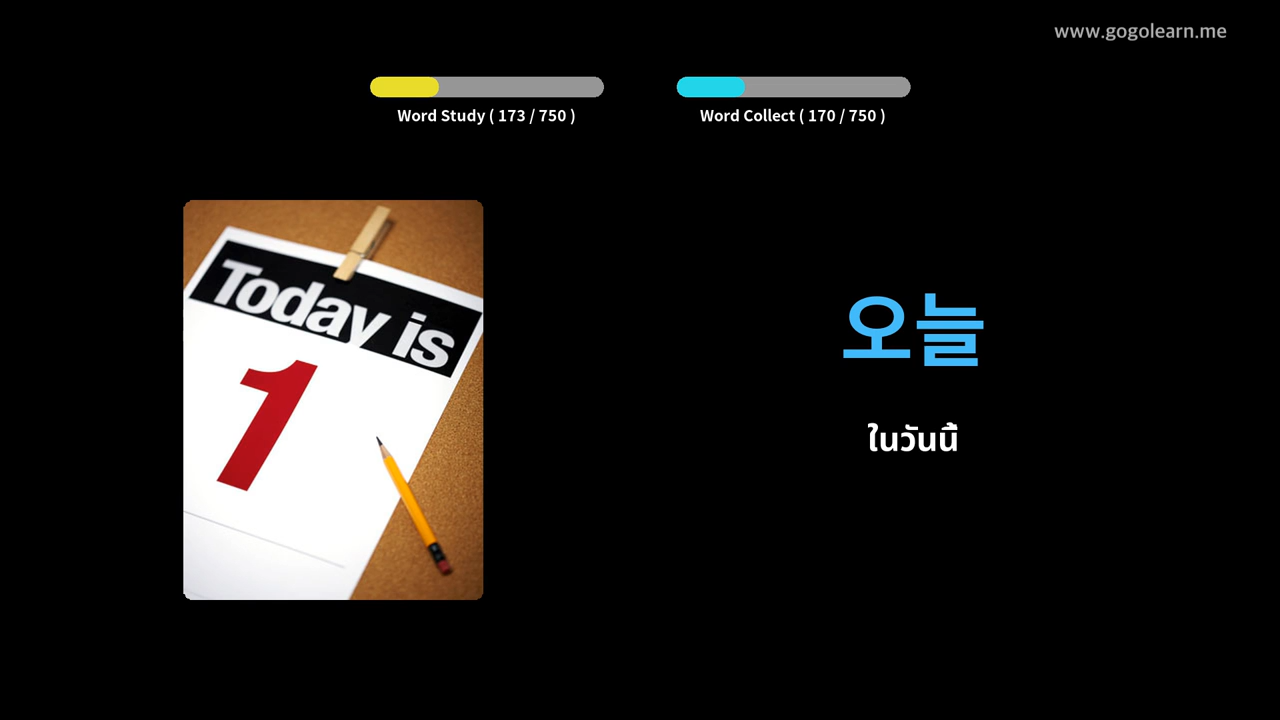 www.gogolearn.me
Word Study ( 173 / 750 )
Word Collect ( 170 / 750 )
Today is
1
오늘
ในวันนี้